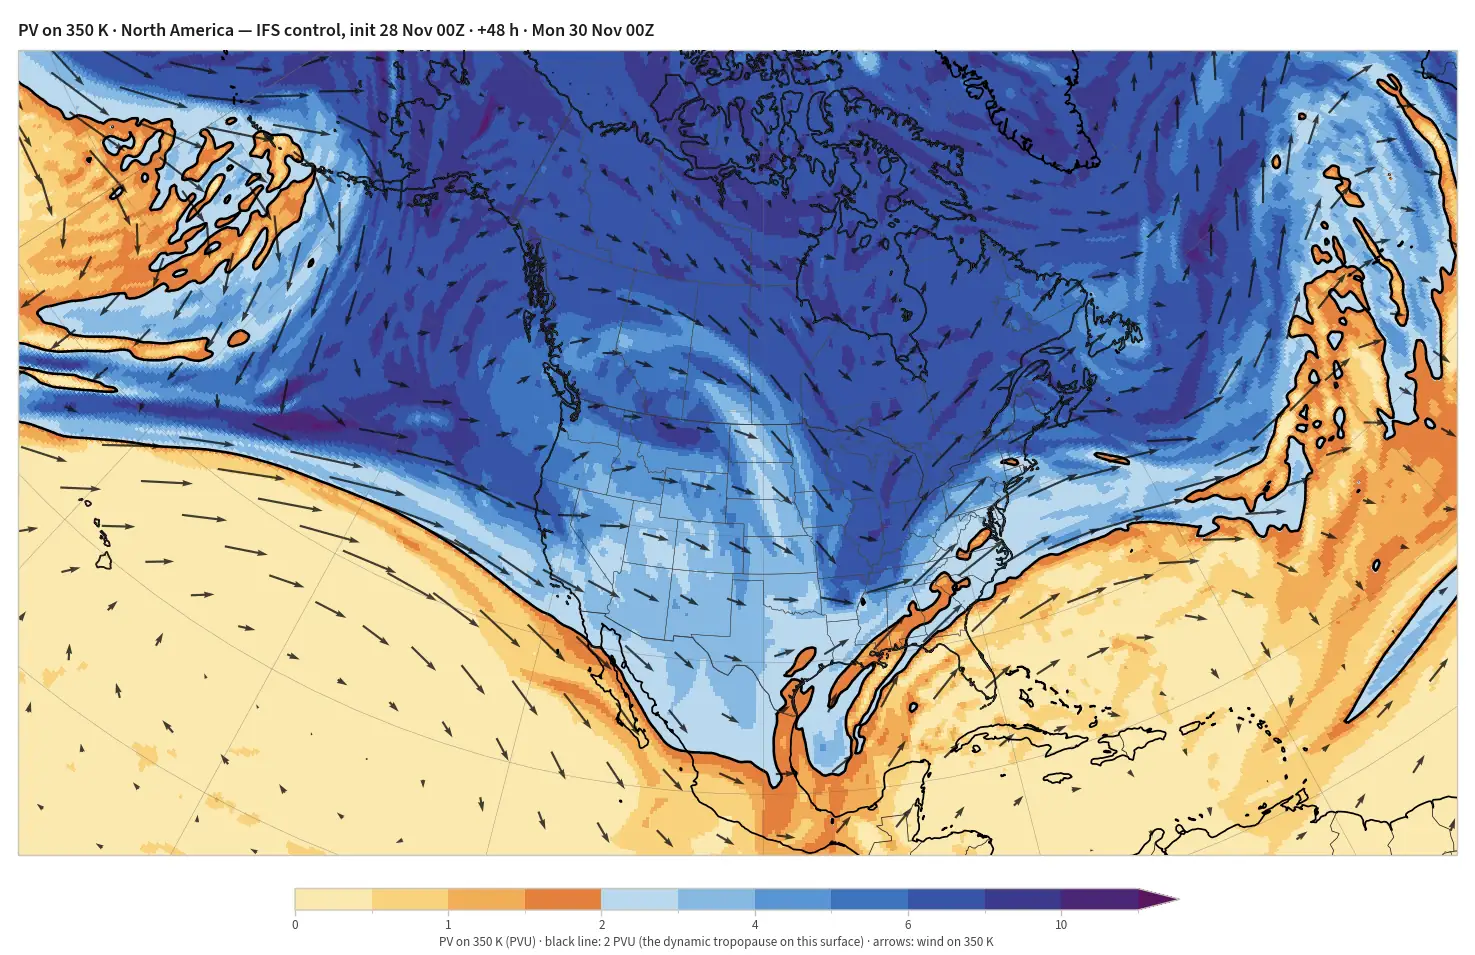 PV on 350 K · North America — IFS control, init 28 Nov 00Z · +48 h · Mon 30 Nov 00Z
0 1 2 4 6 10
PV on 350 K (PVU) · black line: 2 PVU (the dynamic tropopause on this surface) · arrows: wind on 350 K